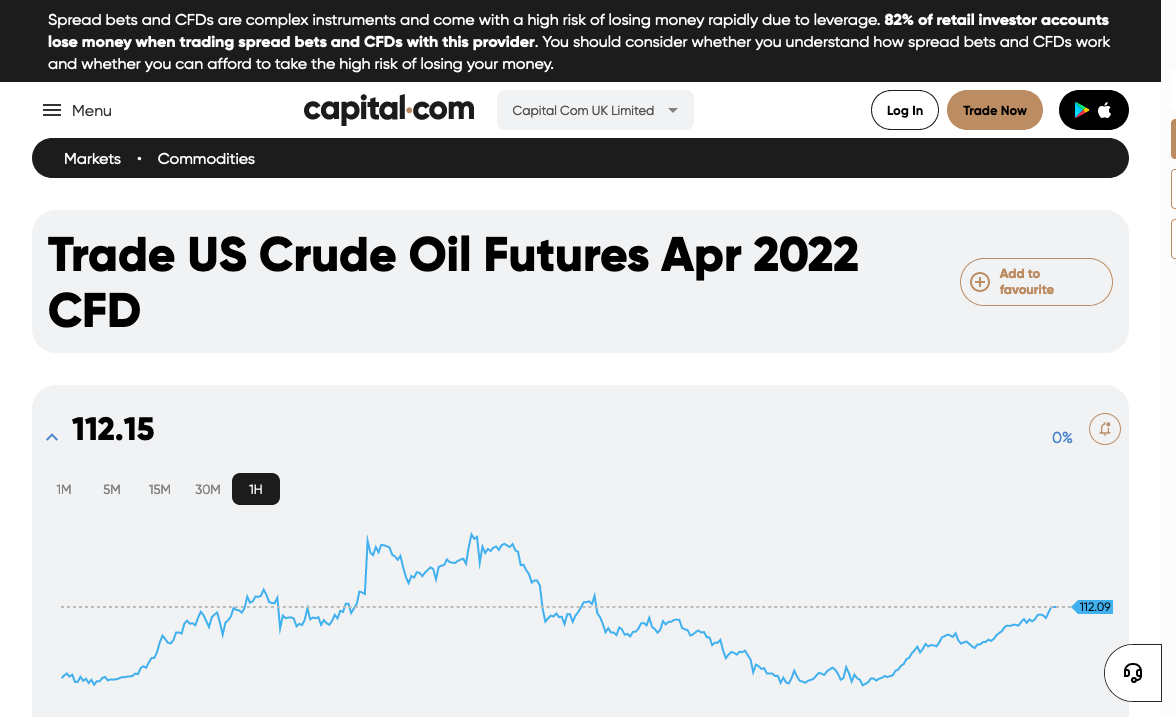 Spread bets and CFDs are complex instruments and come with a high risk of losing money rapidly due to leverage. 82% of retail investor accounts
lose money when trading spread bets and CFDs with this provider. You should consider whether you understand how spread bets and CFDs work
and whether you can afford to take the high risk of losing your money.
Menu
capital.com
Capital Com UK Limited
Log In
Trade Now
Markets • Commodities
Trade US Crude Oil Futures Apr 2022
CFD
Add to
favourite
112.15
0%
1M 5M 15M 30M 1H
112.09